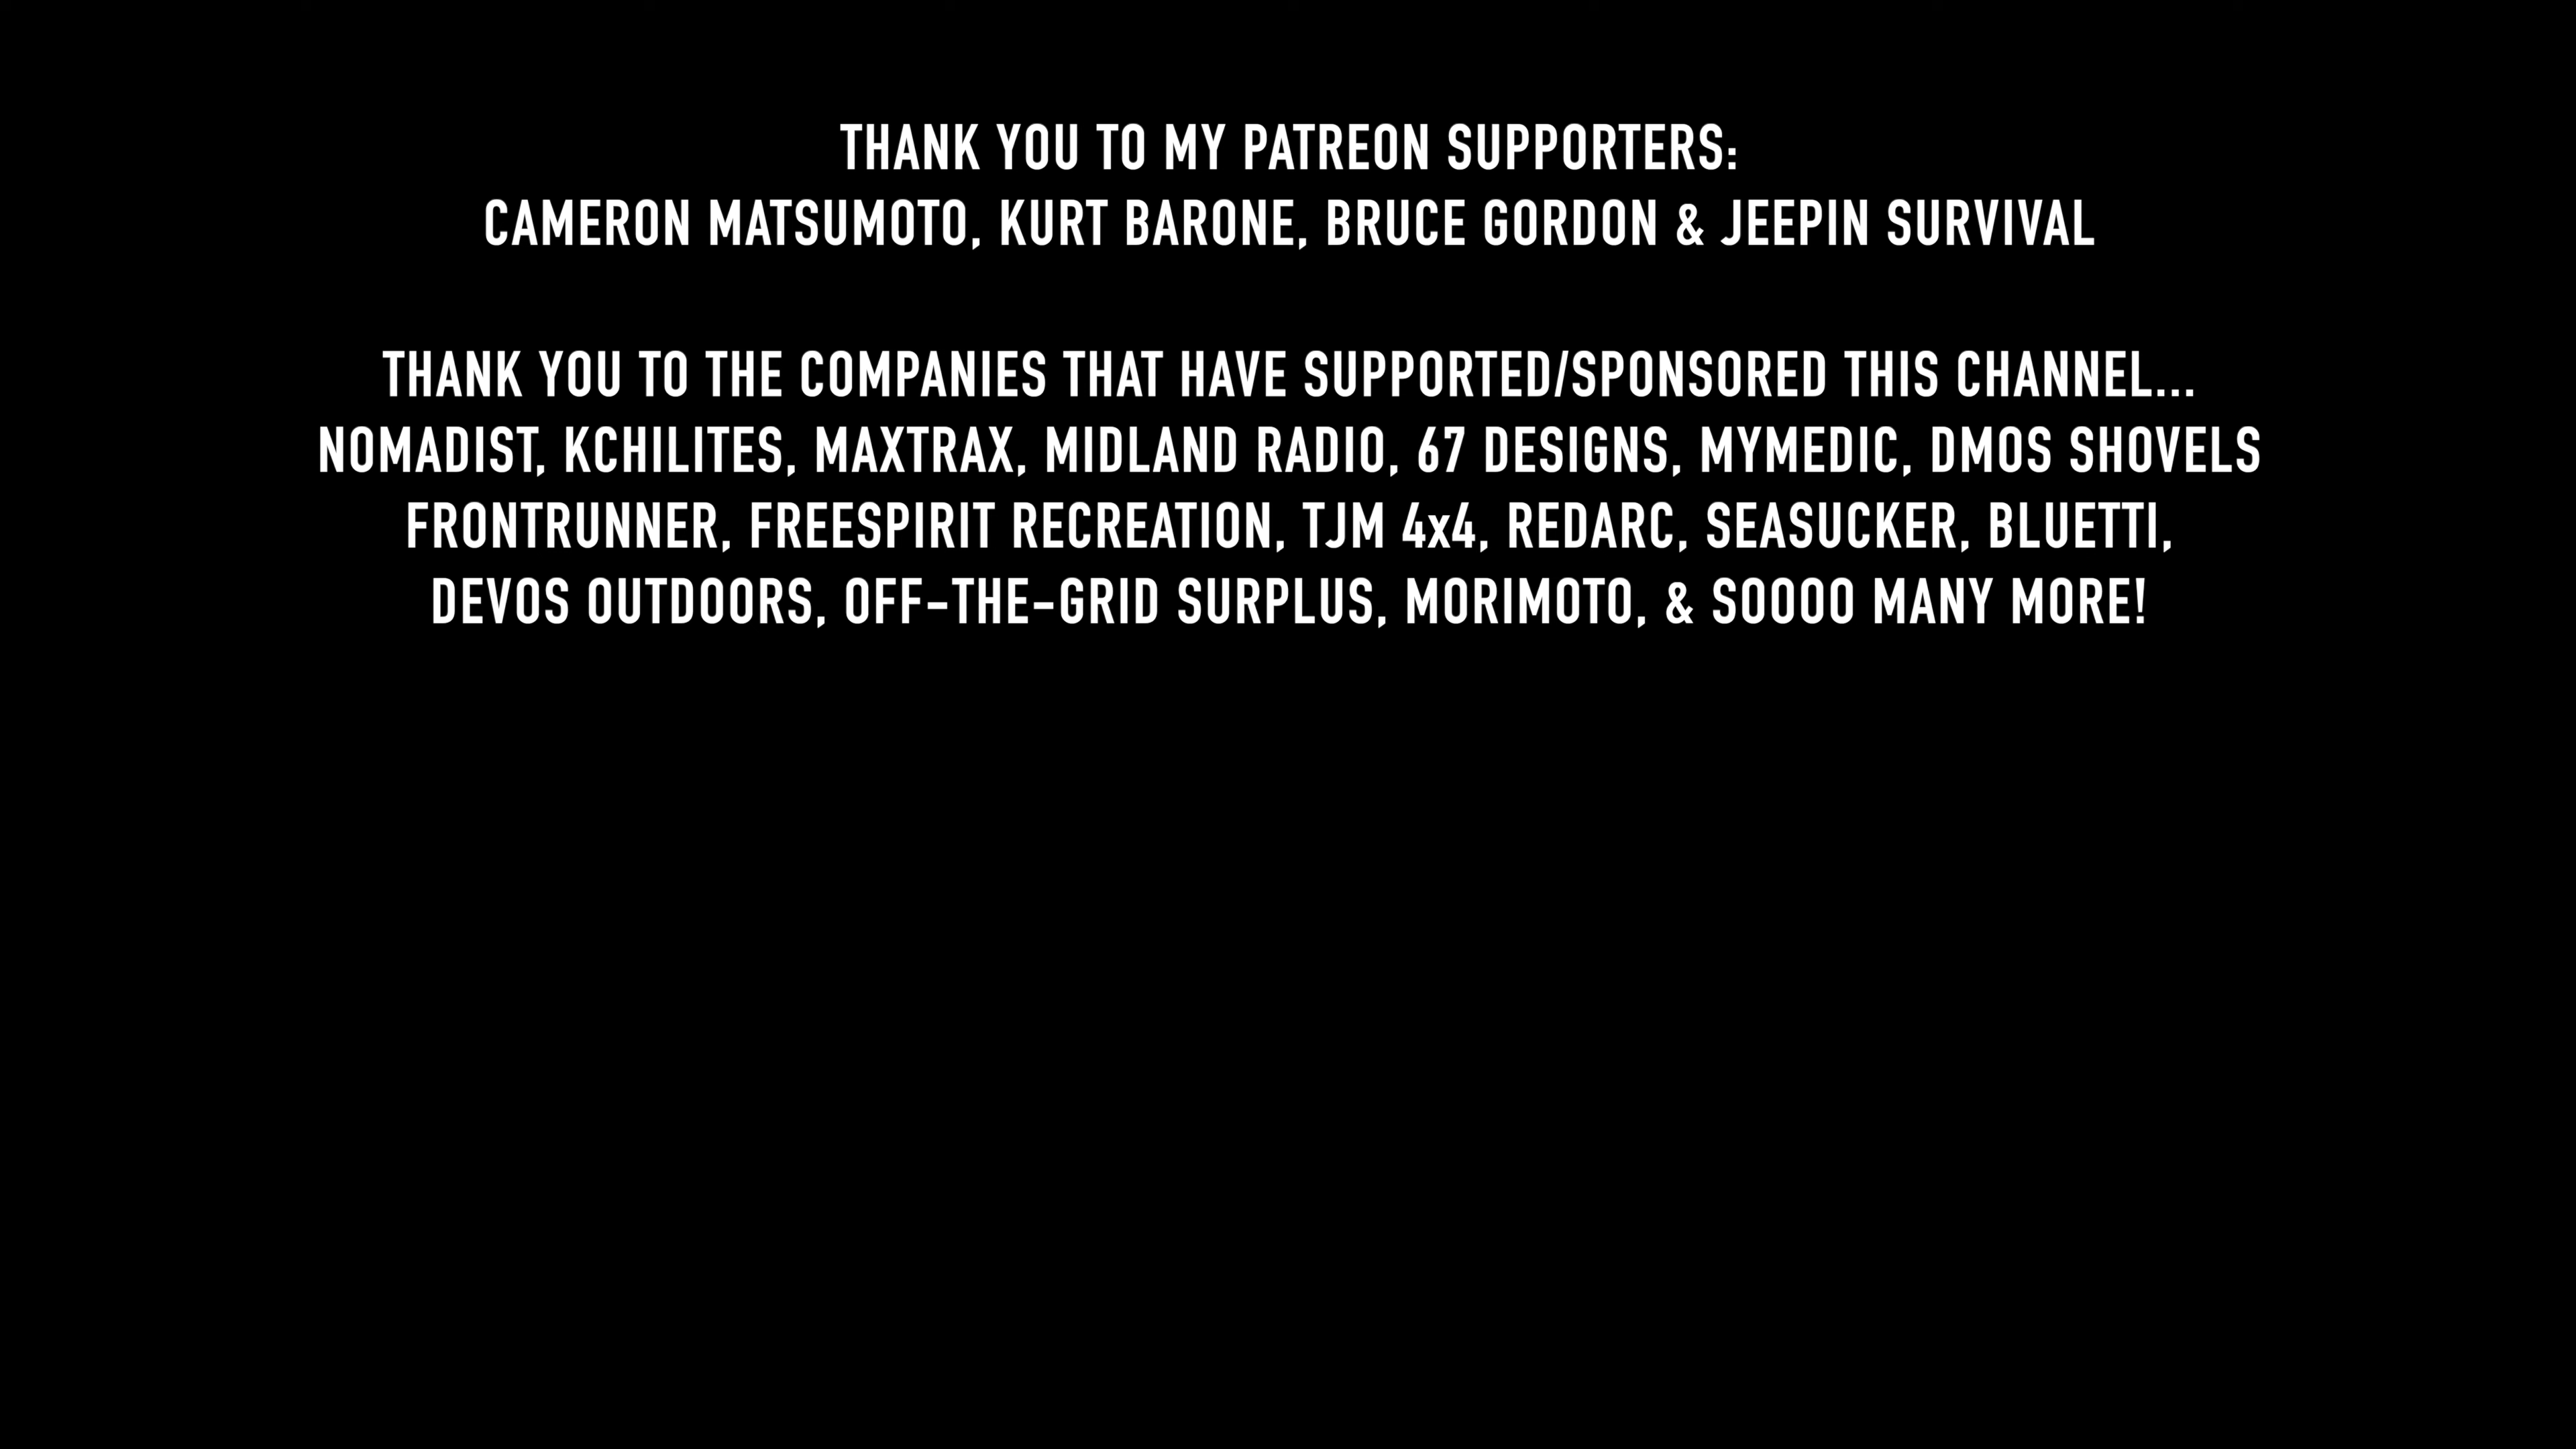 THANK YOU TO MY PATREON SUPPORTERS:
CAMERON MATSUMOTO, KURT BARONE, BRUCE GORDON & JEEPIN SURVIVAL
THANK YOU TO THE COMPANIES THAT HAVE SUPPORTED/SPONSORED THIS CHANNEL...
NOMADIST, KCHILITES, MAXTRAX, MIDLAND RADIO, 67 DESIGNS, MYMEDIC, DMOS SHOVELS
FRONTRUNNER, FREESPIRIT RECREATION, TJM 4x4, REDARC, SEASUCKER, BLUETTI,
DEVOS OUTDOORS, OFF-THE-GRID SURPLUS, MORIMOTO, & SOOOO MANY MORE!